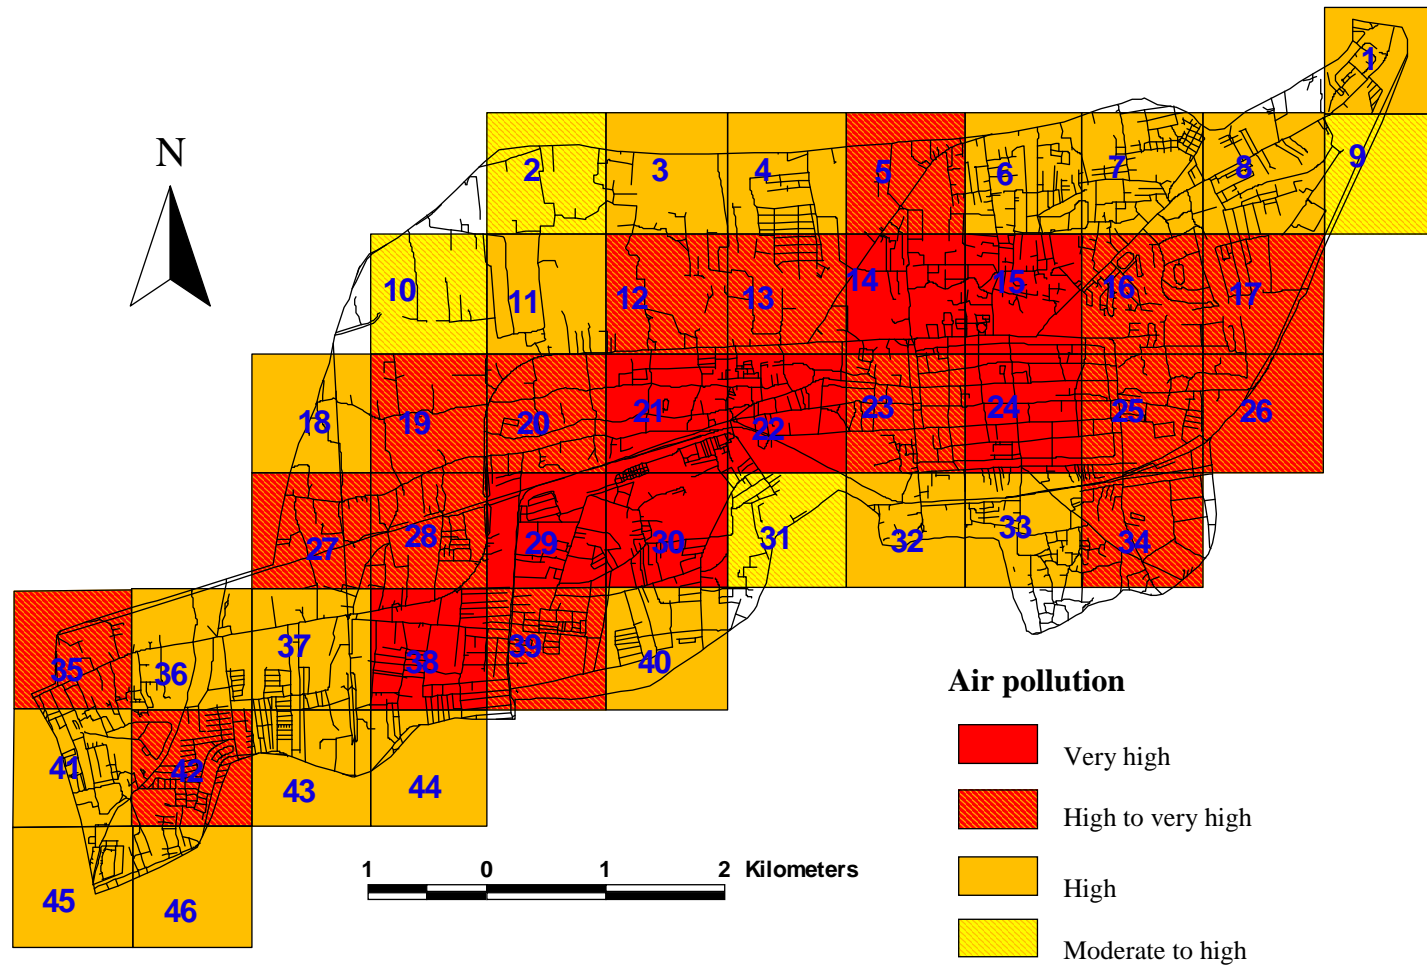 1
N
2 3 4 5 6 7 8 9
10 11 12 13 14 15 16 17
18 19 20 21 22 23 24 25 26
27 28 29 30 31 32 33 34
35 36 37 38 39 40
41 42 43 44
45 46
1 0 1 2 Kilometers
Air pollution
Very high
High to very high
High
Moderate to high